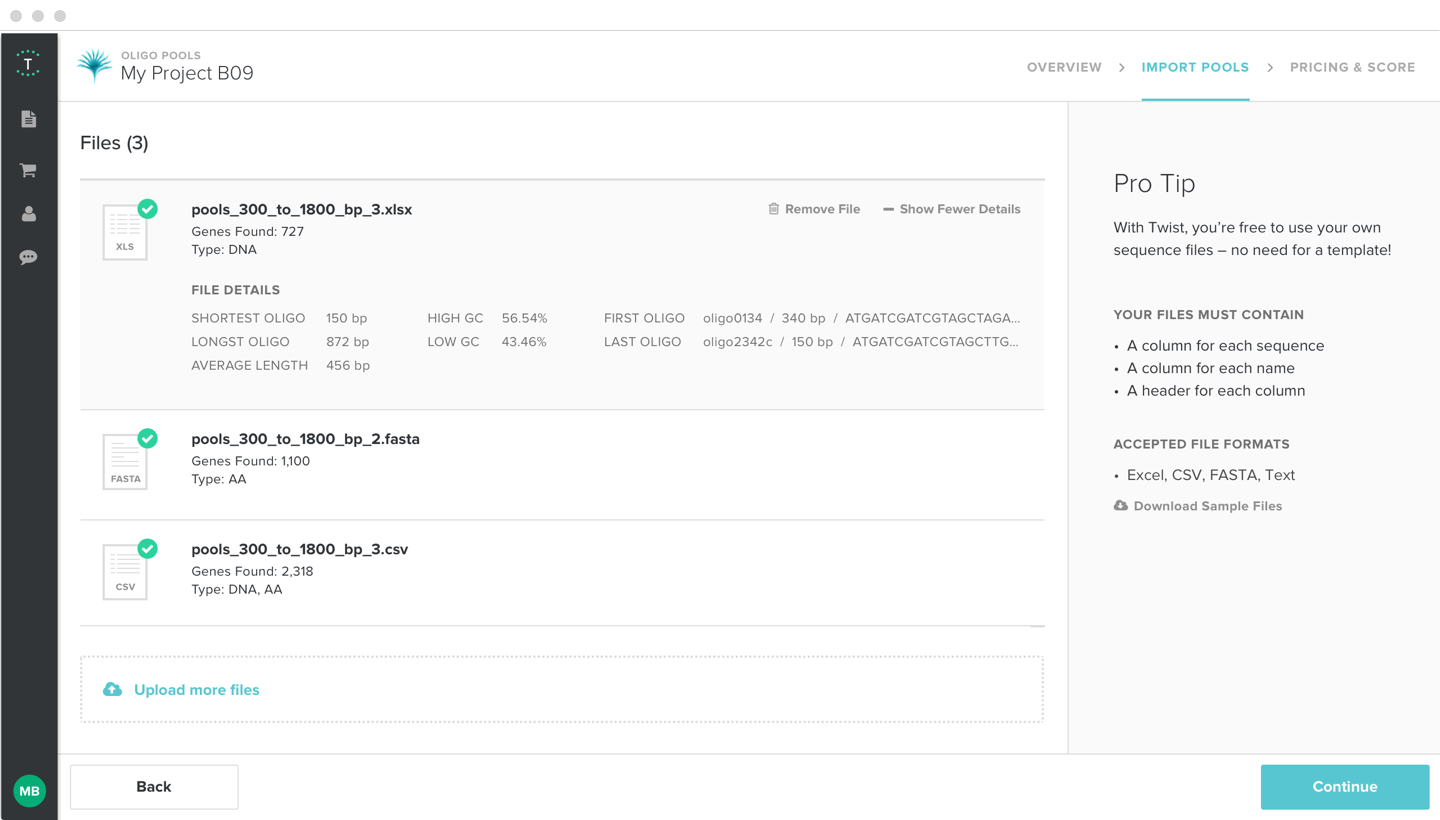 T
OLIGO POOLS
My Project B09
OVERVIEW > IMPORT POOLS > PRICING & SCORE
Files (3)
XLS
pools_300_to_1800_bp_3.xlsx
Remove File
Show Fewer Details
Genes Found: 727
Type: DNA
FILE DETAILS
SHORTEST OLIGO 150 bp HIGH GC 56.54% FIRST OLIGO oligo0134 / 340 bp / ATGATCGATCGTAGCTAGA...
LONGST OLIGO 872 bp LOW GC 43.46% LAST OLIGO oligo2342c / 150 bp / ATGATCGATCGTAGCTTG...
AVERAGE LENGTH 456 bp
FASTA
pools_300_to_1800_bp_2.fasta
Genes Found: 1,100
Type: AA
CSV
pools_300_to_1800_bp_3.csv
Genes Found: 2,318
Type: DNA, AA
Upload more files
Pro Tip
With Twist, you’re free to use your own
sequence files – no need for a template!
YOUR FILES MUST CONTAIN
• A column for each sequence
• A column for each name
• A header for each column
ACCEPTED FILE FORMATS
• Excel, CSV, FASTA, Text
Download Sample Files
MB
Back
Continue